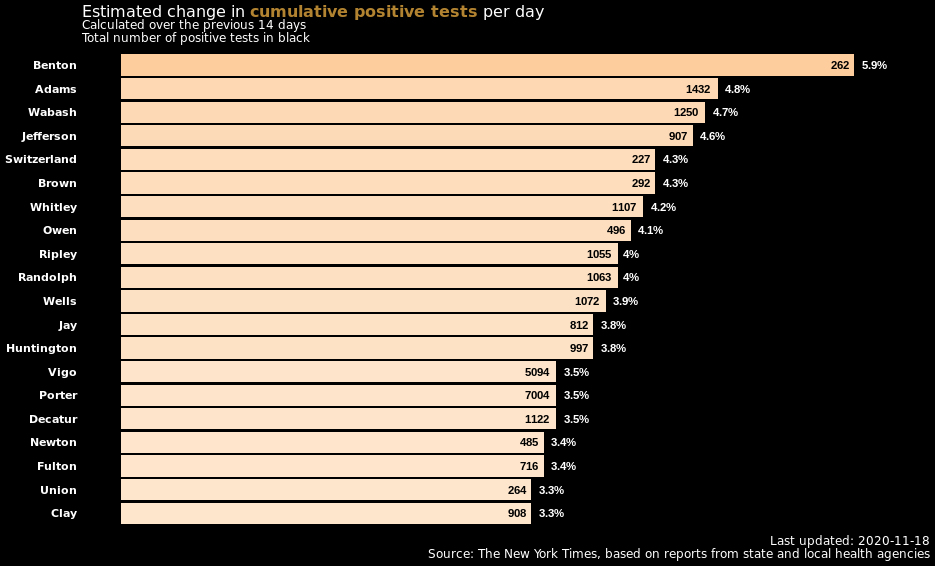 Estimated change in cumulative positive tests per day
Calculated over the previous 14 days
Total number of positive tests in black
Benton 262 5.9%
Adams 1432 4.8%
Wabash 1250 4.7%
Jefferson 907 4.6%
Switzerland 227 4.3%
Brown 292 4.3%
Whitley 1107 4.2%
Owen 496 4.1%
Ripley 1055 4%
Randolph 1063 4%
Wells 1072 3.9%
Jay 812 3.8%
Huntington 997 3.8%
Vigo 5094 3.5%
Porter 7004 3.5%
Decatur 1122 3.5%
Newton 485 3.4%
Fulton 716 3.4%
Union 264 3.3%
Clay 908 3.3%
Last updated: 2020-11-18
Source: The New York Times, based on reports from state and local health agencies